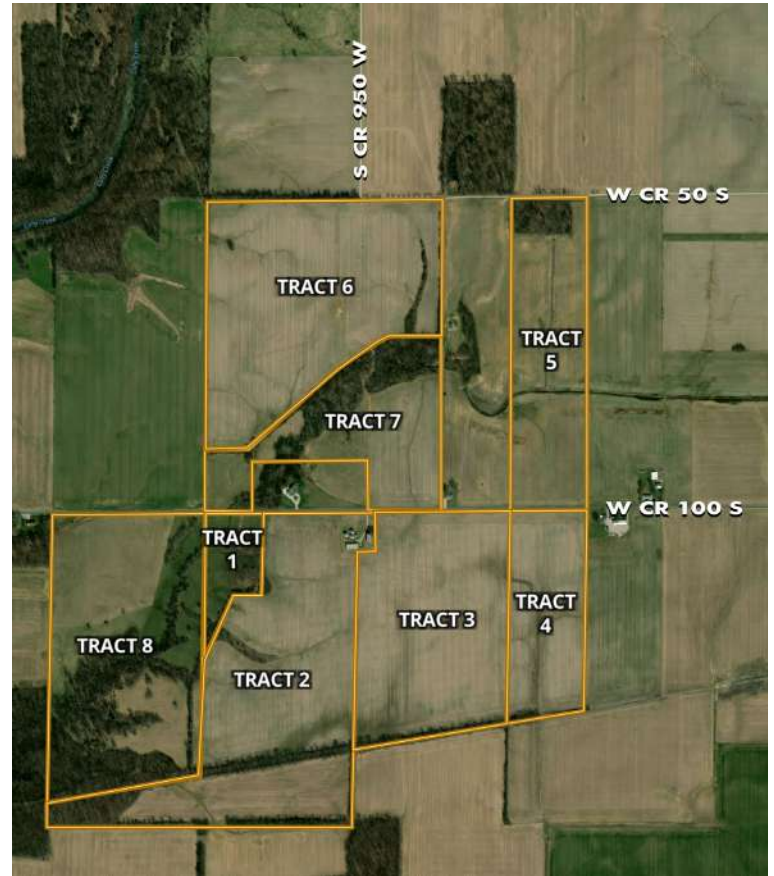 S CR 950 W
W CR 50 S
TRACT 6
TRACT
5
TRACT 7
W CR 100 S
TRACT
1
TRACT 3
TRACT
4
TRACT 8
TRACT 2